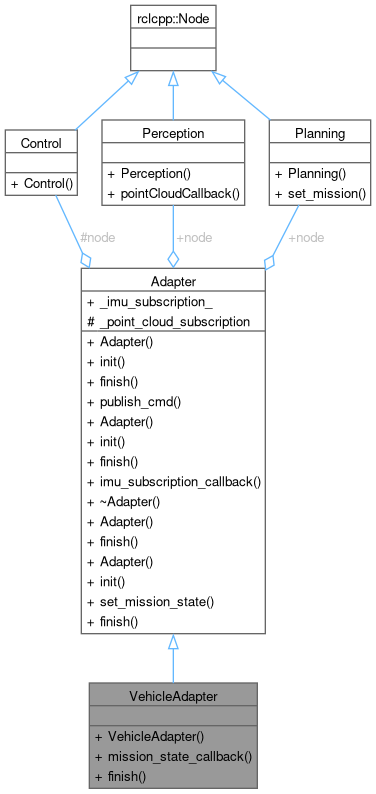 rclcpp::Node
Control
+ Control()
Perception
+ Perception()
+ pointCloudCallback()
Planning
+ Planning()
+ set_mission()
#node
+node
+node
Adapter
+ _imu_subscription_
# _point_cloud_subscription
+ Adapter()
+ init()
+ finish()
+ publish_cmd()
+ Adapter()
+ init()
+ finish()
+ imu_subscription_callback()
+ ~Adapter()
+ Adapter()
+ finish()
+ Adapter()
+ init()
+ set_mission_state()
+ finish()
VehicleAdapter
+ VehicleAdapter()
+ mission_state_callback()
+ finish()